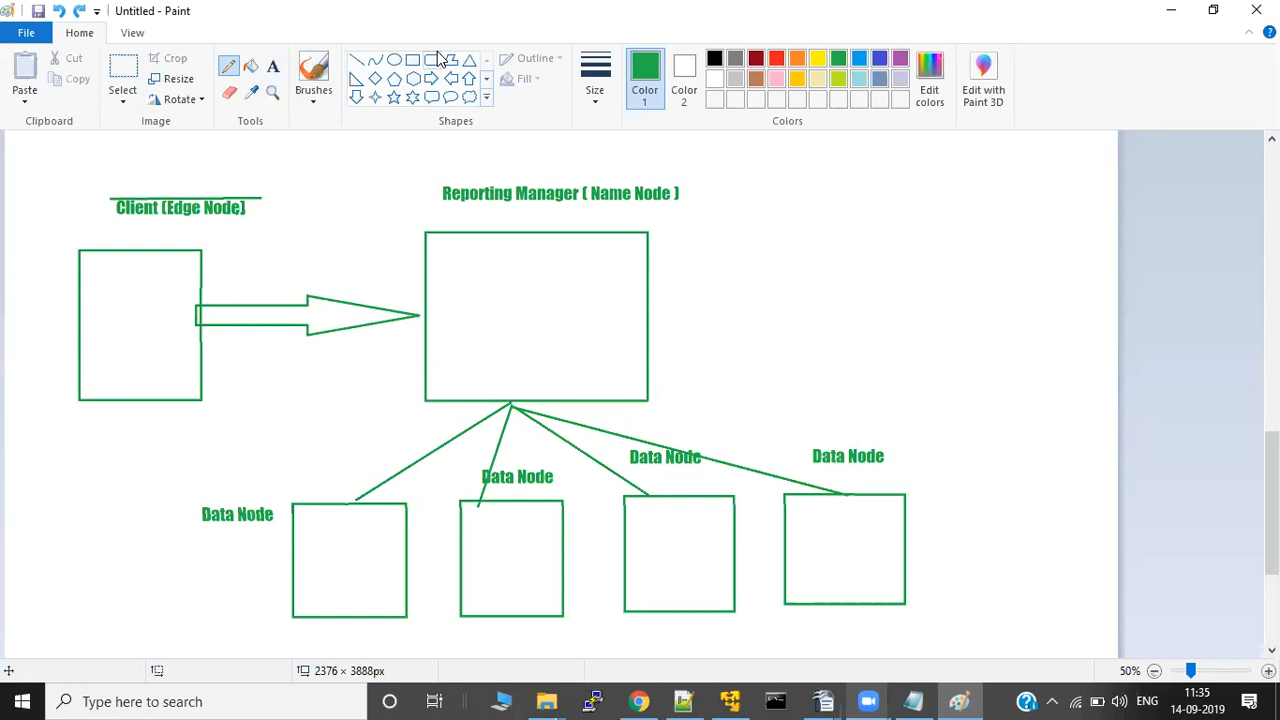 Untitled - Paint
File
Home
View
Paste
Cut
Copy
Clipboard
Select
Crop
Resize
Rotate
Image
Tools
Brushes
Shapes
Outline
Fill
Size
Color 1
Color 2
Colors
Edit colors
Edit with Paint 3D
Client (Edge Node)
Reporting Manager ( Name Node )
Data Node
Data Node
Data Node
Data Node
2376 × 3888px
50%
Type here to search
ENG
11:35
14-09-2019